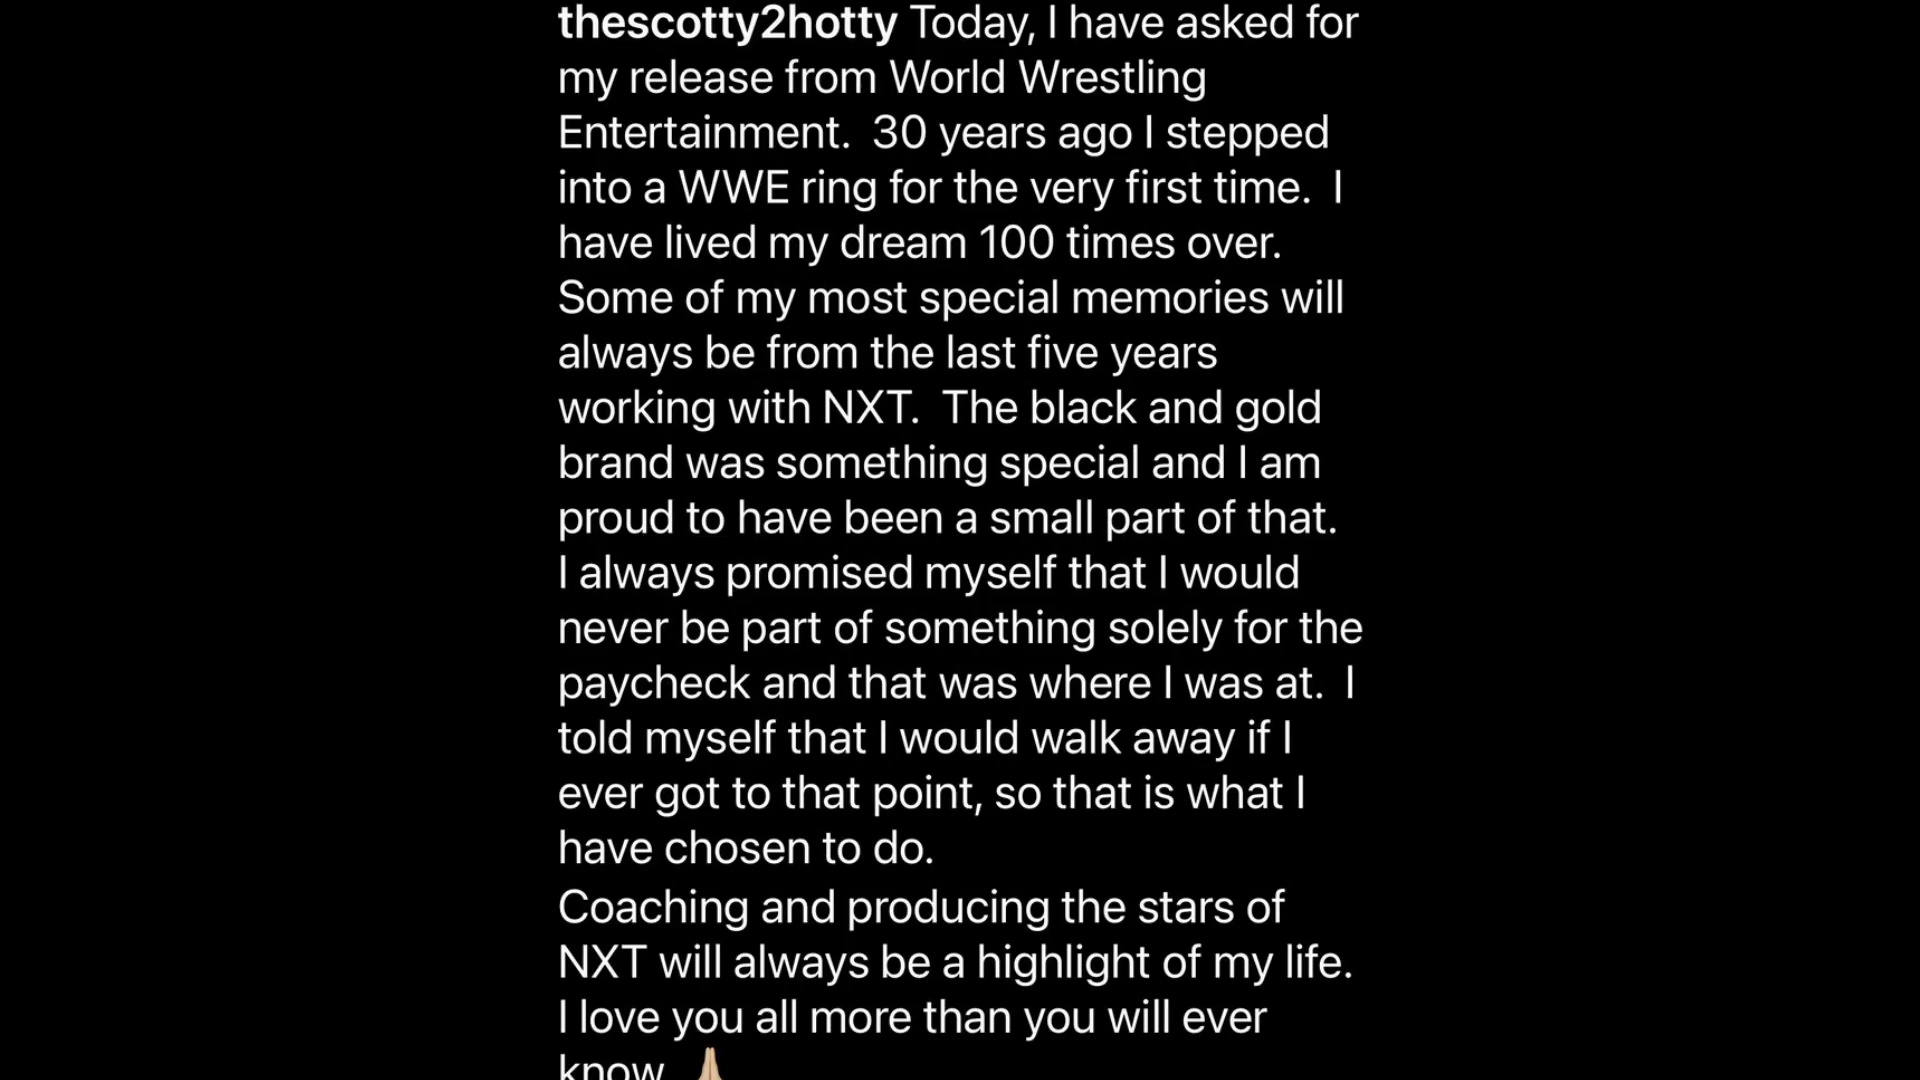 thescotty2hotty Today, I have asked for
my release from World Wrestling
Entertainment.  30 years ago I stepped
into a WWE ring for the very first time.  I
have lived my dream 100 times over.
Some of my most special memories will
always be from the last five years
working with NXT.  The black and gold
brand was something special and I am
proud to have been a small part of that.
I always promised myself that I would
never be part of something solely for the
paycheck and that was where I was at.  I
told myself that I would walk away if I
ever got to that point, so that is what I
have chosen to do.
Coaching and producing the stars of
NXT will always be a highlight of my life.
I love you all more than you will ever
know 🙏🏼